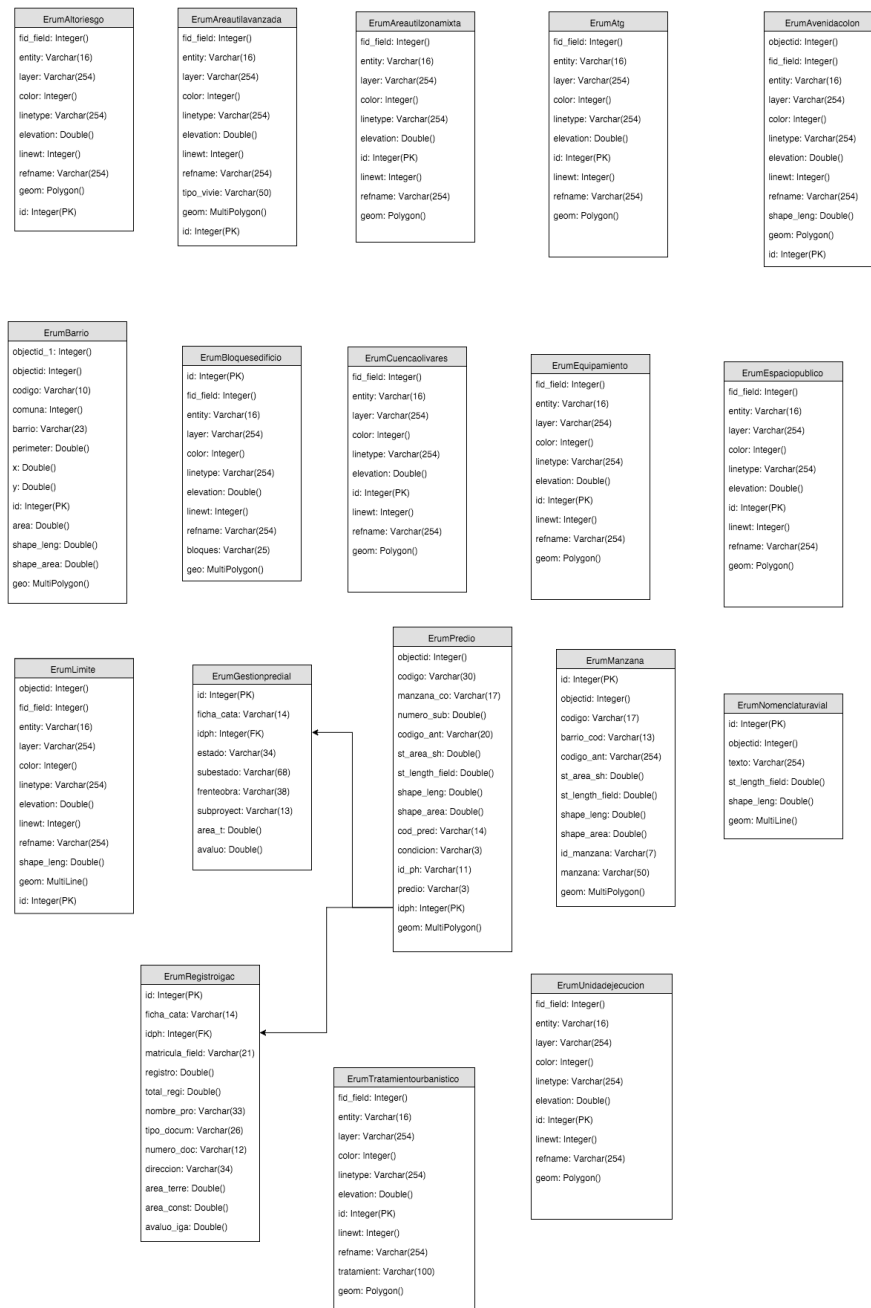 ErumAltoriesgo
fid_field: Integer()
entity: Varchar(16)
layer: Varchar(254)
color: Integer()
linetype: Varchar(254)
elevation: Double()
linewt: Integer()
refname: Varchar(254)
geom: Polygon()
id: Integer(PK)
ErumAreautilavanzada
fid_field: Integer()
entity: Varchar(16)
layer: Varchar(254)
color: Integer()
linetype: Varchar(254)
elevation: Double()
linewt: Integer()
refname: Varchar(254)
tipo_vivie: Varchar(50)
geom: MultiPolygon()
id: Integer(PK)
ErumAreautilzonamixta
fid_field: Integer()
entity: Varchar(16)
layer: Varchar(254)
color: Integer()
linetype: Varchar(254)
elevation: Double()
id: Integer(PK)
linewt: Integer()
refname: Varchar(254)
geom: Polygon()
ErumAtg
fid_field: Integer()
entity: Varchar(16)
layer: Varchar(254)
color: Integer()
linetype: Varchar(254)
elevation: Double()
id: Integer(PK)
linewt: Integer()
refname: Varchar(254)
geom: Polygon()
ErumAvenidacolon
objectid: Integer()
fid_field: Integer()
entity: Varchar(16)
layer: Varchar(254)
color: Integer()
linetype: Varchar(254)
elevation: Double()
linewt: Integer()
refname: Varchar(254)
shape_leng: Double()
geom: Polygon()
id: Integer(PK)
ErumBarrio
objectid_1: Integer()
objectid: Integer()
codigo: Varchar(10)
comuna: Integer()
barrio: Varchar(23)
perimeter: Double()
x: Double()
y: Double()
id: Integer(PK)
area: Double()
shape_leng: Double()
shape_area: Double()
geo: MultiPolygon()
ErumBloquesedificio
id: Integer(PK)
fid_field: Integer()
entity: Varchar(16)
layer: Varchar(254)
color: Integer()
linetype: Varchar(254)
elevation: Double()
linewt: Integer()
refname: Varchar(254)
bloques: Varchar(25)
geo: MultiPolygon()
ErumCuencaolivares
fid_field: Integer()
entity: Varchar(16)
layer: Varchar(254)
color: Integer()
linetype: Varchar(254)
elevation: Double()
id: Integer(PK)
linewt: Integer()
refname: Varchar(254)
geom: Polygon()
ErumEquipamiento
fid_field: Integer()
entity: Varchar(16)
layer: Varchar(254)
color: Integer()
linetype: Varchar(254)
elevation: Double()
id: Integer(PK)
linewt: Integer()
refname: Varchar(254)
geom: Polygon()
ErumEspaciopublico
fid_field: Integer()
entity: Varchar(16)
layer: Varchar(254)
color: Integer()
linetype: Varchar(254)
elevation: Double()
id: Integer(PK)
linewt: Integer()
refname: Varchar(254)
geom: Polygon()
ErumLimite
objectid: Integer()
fid_field: Integer()
entity: Varchar(16)
layer: Varchar(254)
color: Integer()
linetype: Varchar(254)
elevation: Double()
linewt: Integer()
refname: Varchar(254)
shape_leng: Double()
geom: MultiLine()
id: Integer(PK)
ErumGestionpredial
id: Integer(PK)
ficha_cata: Varchar(14)
idph: Integer(FK)
estado: Varchar(34)
subestado: Varchar(68)
frenteobra: Varchar(38)
subproyect: Varchar(13)
area_t: Double()
avaluo: Double()
ErumPredio
objectid: Integer()
codigo: Varchar(30)
manzana_co: Varchar(17)
numero_sub: Double()
codigo_ant: Varchar(20)
st_area_sh: Double()
st_length_field: Double()
shape_leng: Double()
shape_area: Double()
cod_pred: Varchar(14)
condicion: Varchar(3)
id_ph: Varchar(11)
predio: Varchar(3)
idph: Integer(PK)
geom: MultiPolygon()
ErumManzana
id: Integer(PK)
objectid: Integer()
codigo: Varchar(17)
barrio_cod: Varchar(13)
codigo_ant: Varchar(254)
st_area_sh: Double()
st_length_field: Double()
shape_leng: Double()
shape_area: Double()
id_manzana: Varchar(7)
manzana: Varchar(50)
geom: MultiPolygon()
ErumNomenclaturavial
id: Integer(PK)
objectid: Integer()
texto: Varchar(254)
st_length_field: Double()
shape_leng: Double()
geom: MultiLine()
ErumRegistroigac
id: Integer(PK)
ficha_cata: Varchar(14)
idph: Integer(FK)
matricula_field: Varchar(21)
registro: Double()
total_regi: Double()
nombre_pro: Varchar(33)
tipo_docum: Varchar(26)
numero_doc: Varchar(12)
direccion: Varchar(34)
area_terre: Double()
area_const: Double()
avaluo_iga: Double()
ErumTratamientourbanistico
fid_field: Integer()
entity: Varchar(16)
layer: Varchar(254)
color: Integer()
linetype: Varchar(254)
elevation: Double()
id: Integer(PK)
linewt: Integer()
refname: Varchar(254)
tratamient: Varchar(100)
geom: Polygon()
ErumUnidadejecucion
fid_field: Integer()
entity: Varchar(16)
layer: Varchar(254)
color: Integer()
linetype: Varchar(254)
elevation: Double()
id: Integer(PK)
linewt: Integer()
refname: Varchar(254)
geom: Polygon()